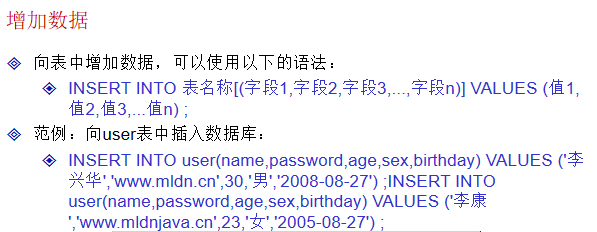 增加数据
向表中增加数据，可以使用以下的语法：
INSERT INTO 表名称[(字段1,字段2,字段3,...,字段n)] VALUES (值1,
值2,值3,...值n) ;
范例：向user表中插入数据库：
INSERT INTO user(name,password,age,sex,birthday) VALUES ('李
兴华','www.mldn.cn',30,'男','2008-08-27') ;INSERT INTO
user(name,password,age,sex,birthday) VALUES ('李康
','www.mldnjava.cn',23,'女','2005-08-27') ;